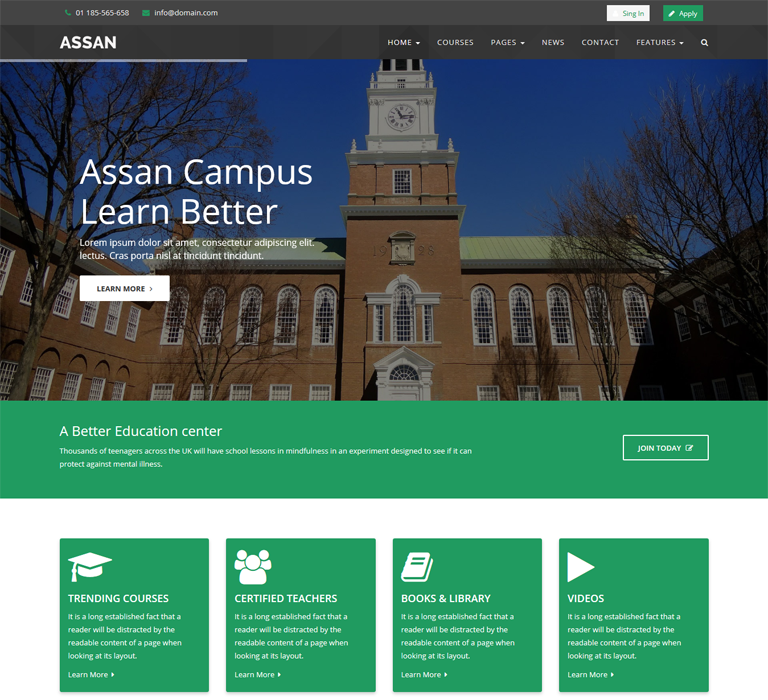 01 185-565-658 info@domain.com Sing In Apply
ASSAN HOME COURSES PAGES NEWS CONTACT FEATURES
Assan Campus
Learn Better
Lorem ipsum dolor sit amet, consectetur adipiscing elit.
lectus. Cras porta nisl at tincidunt tincidunt.
LEARN MORE
1928
A Better Education center
Thousands of teenagers across the UK will have school lessons in mindfulness in an experiment designed to see if it can
protect against mental illness.
JOIN TODAY
TRENDING COURSES
It is a long established fact that a
reader will be distracted by the
readable content of a page when
looking at its layout.
Learn More
CERTIFIED TEACHERS
It is a long established fact that a
reader will be distracted by the
readable content of a page when
looking at its layout.
Learn More
BOOKS & LIBRARY
It is a long established fact that a
reader will be distracted by the
readable content of a page when
looking at its layout.
Learn More
VIDEOS
It is a long established fact that a
reader will be distracted by the
readable content of a page when
looking at its layout.
Learn More